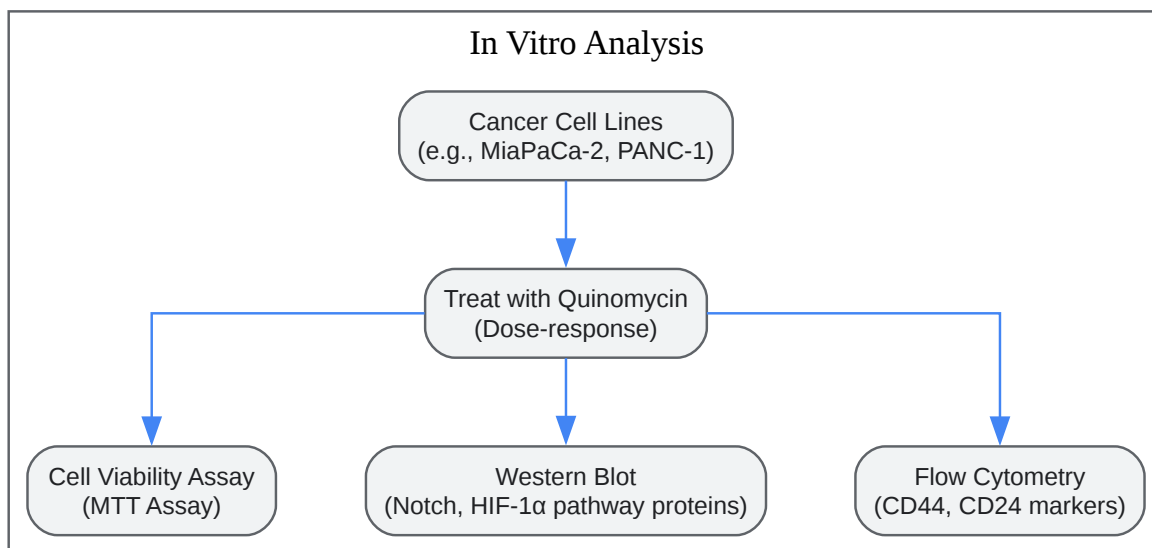 In Vitro Analysis
Cancer Cell Lines
(e.g., MiaPaCa-2, PANC-1)
Treat with Quinomycin
(Dose-response)
Cell Viability Assay
(MTT Assay)
Western Blot
(Notch, HIF-1α pathway proteins)
Flow Cytometry
(CD44, CD24 markers)